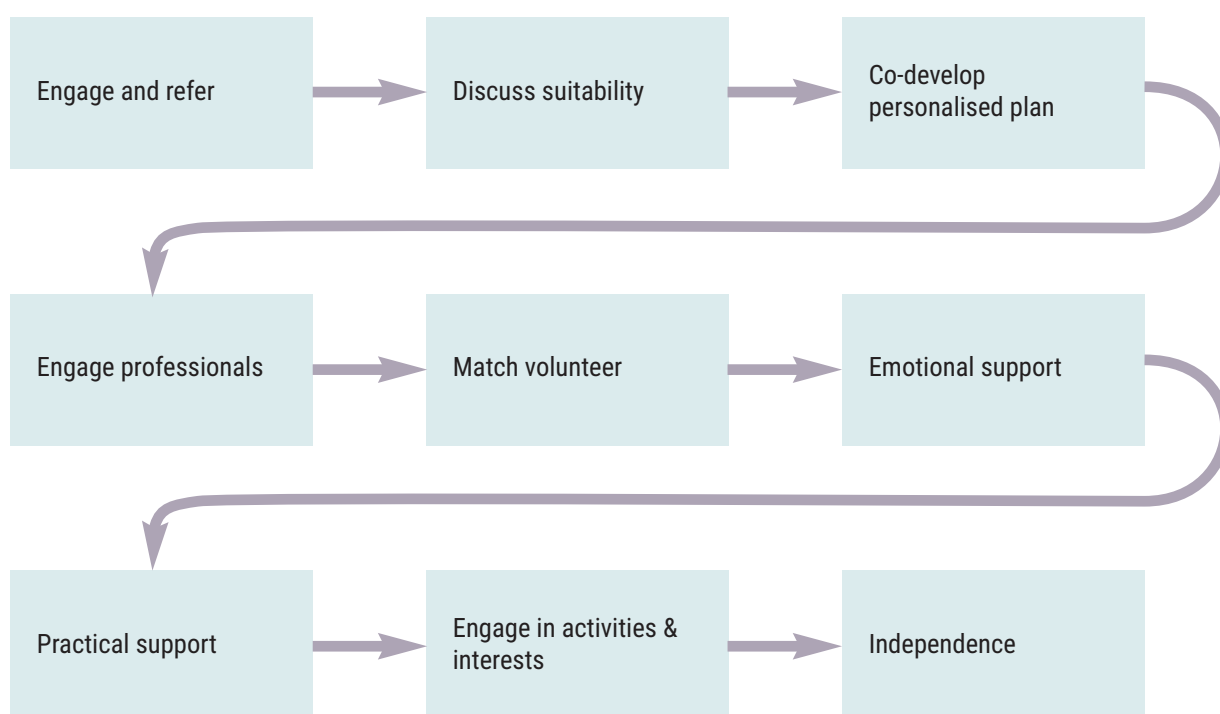 Engage and refer
Discuss suitability
Co-develop
personalised plan
Engage professionals
Match volunteer
Emotional support
Practical support
Engage in activities &
interests
Independence